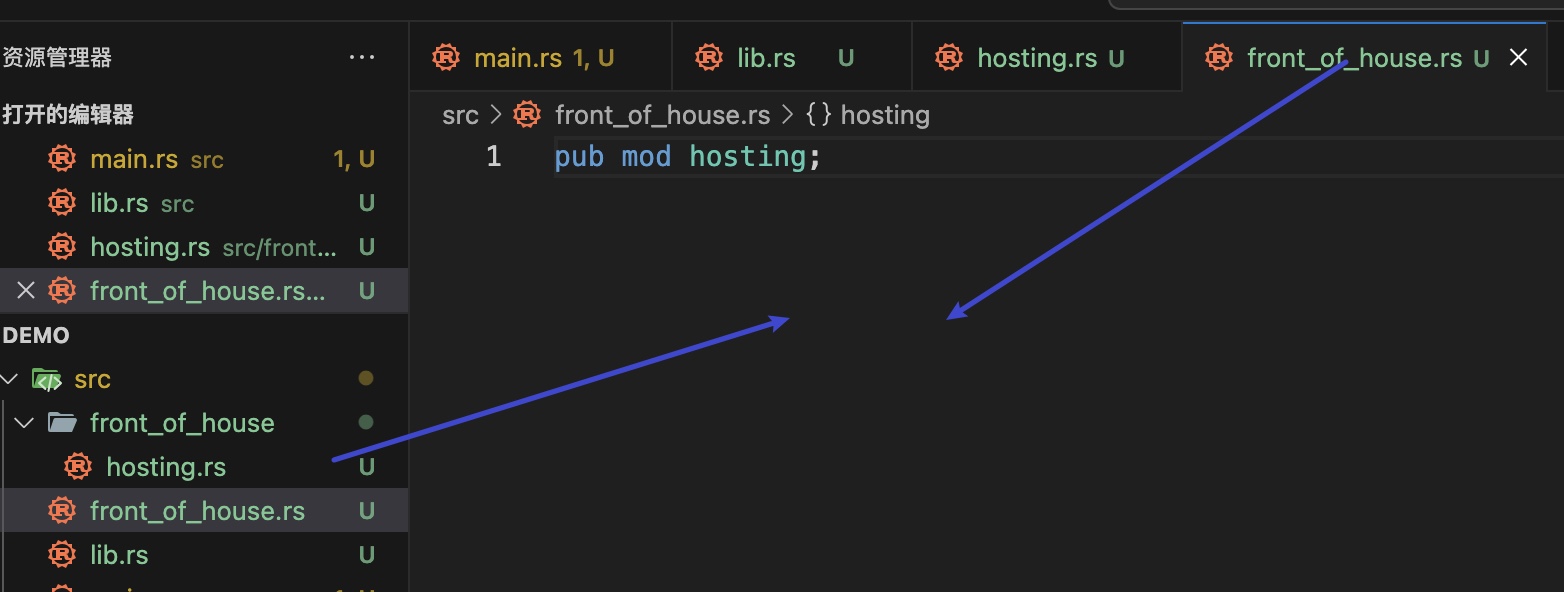 资源管理器 ...
main.rs 1, U
lib.rs U
hosting.rs U
front_of_house.rs U
打开的编辑器
src > front_of_house.rs > {} hosting
main.rs src 1, U
1 pub mod hosting;
lib.rs src U
hosting.rs src/front... U
front_of_house.rs... U
DEMO
src
front_of_house
hosting.rs U
front_of_house.rs U
lib.rs U